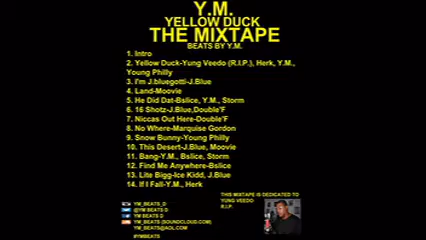 Y.M.
YELLOW DUCK
THE MIXTAPE
BEATS BY Y.M.
1. Intro
2. Yellow Duck-Yung Veedo (R.I.P.), Herk, Y.M.,
Young Philly
3. I'm J.bluegotti-J.Blue
4. Land-Moovie
5. He Did Dat-Bslice, Y.M., Storm
6. 16 Shotz-J.Blue,Double'F
7. Niccas Out Here-Double'F
8. No Where-Marquise Gordon
9. Snow Bunny-Young Philly
10. This Desert-J.Blue, Moovie
11. Bang-Y.M., Bslice, Storm
12. Find Me Anywhere-Bslice
13. Lite Bigg-Ice Kidd, J.Blue
14. If I Fall-Y.M., Herk
THIS MIXTAPE IS DEDICATED TO
YUNG VEEDO
R.I.P.
YM_BEATS_D
@YM BEATS D
YM BEATS D
YM_BEATS (SOUNDCLOUD.COM)
YM_BEATS@AOL.COM
#YMBEATS